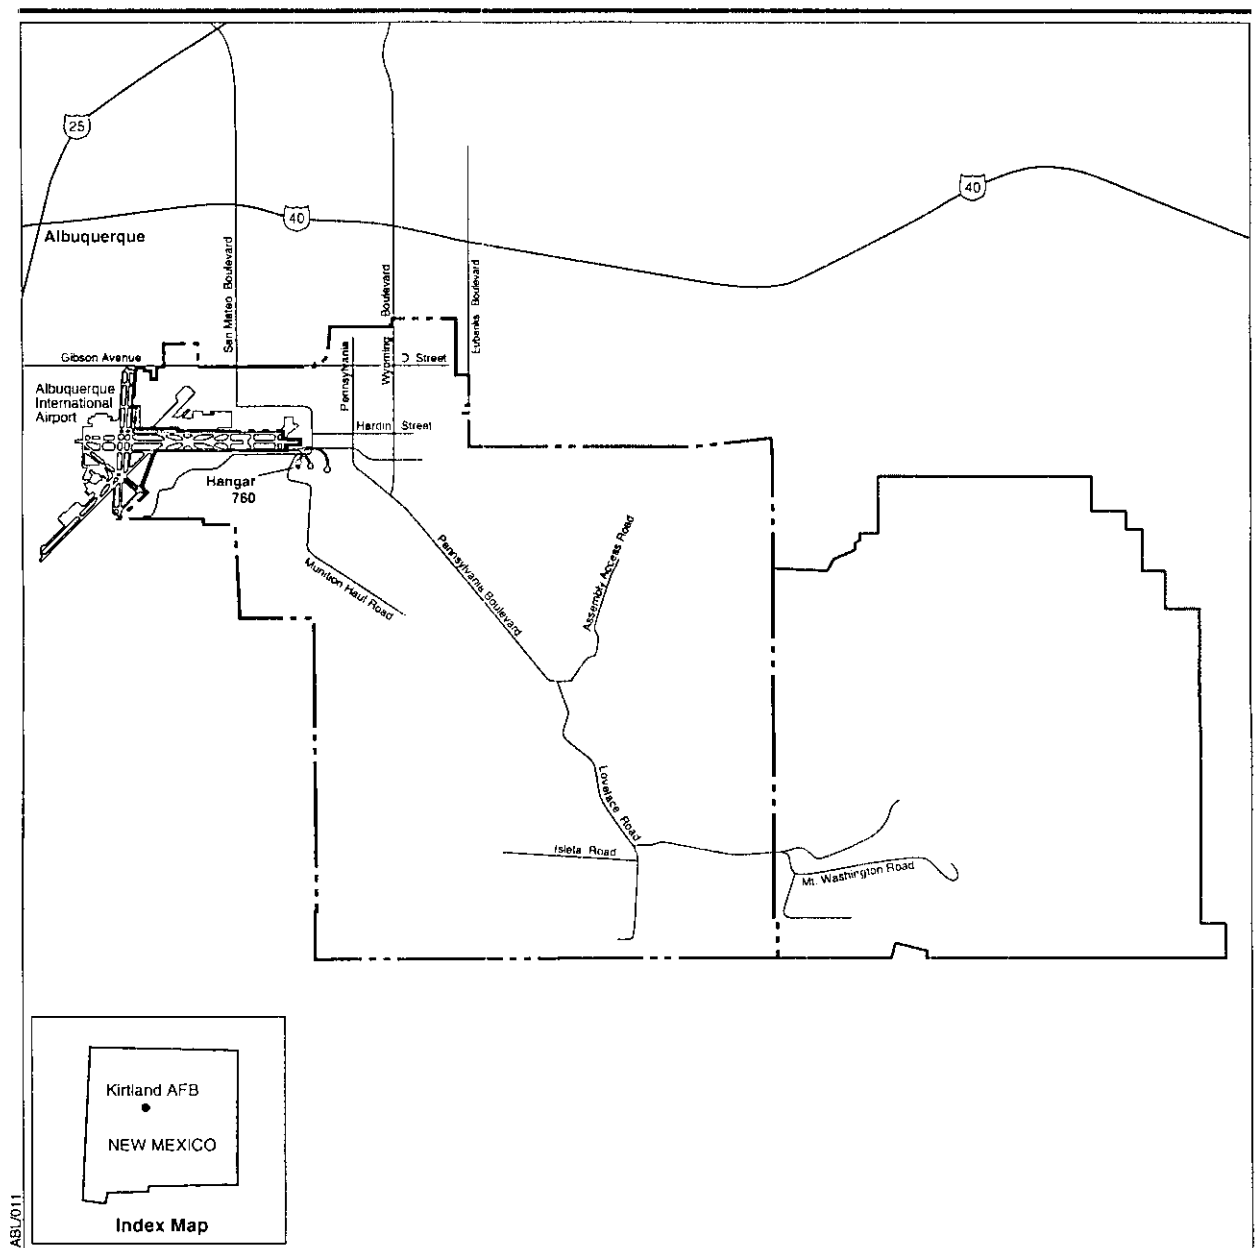 25
40
40
Albuquerque
San Mateo Boulevard
Wyoming Boulevard
Eubanks Boulevard
Gibson Avenue
D Street
Pennsylvania
Albuquerque
International
Airport
Hardin Street
Hangar
760
Munition Haul Road
Pennsylvania Boulevard
Assembly Access Road
Lovelace Road
Isleta Road
Mt. Washington Road
Kirtland AFB
NEW MEXICO
Index Map
ABL/011